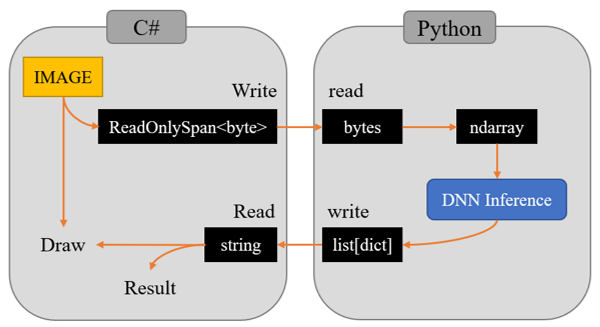 C#
Python
IMAGE
Write
read
ReadOnlySpan<byte>
bytes
ndarray
DNN Inference
Read
write
Draw
string
list[dict]
Result